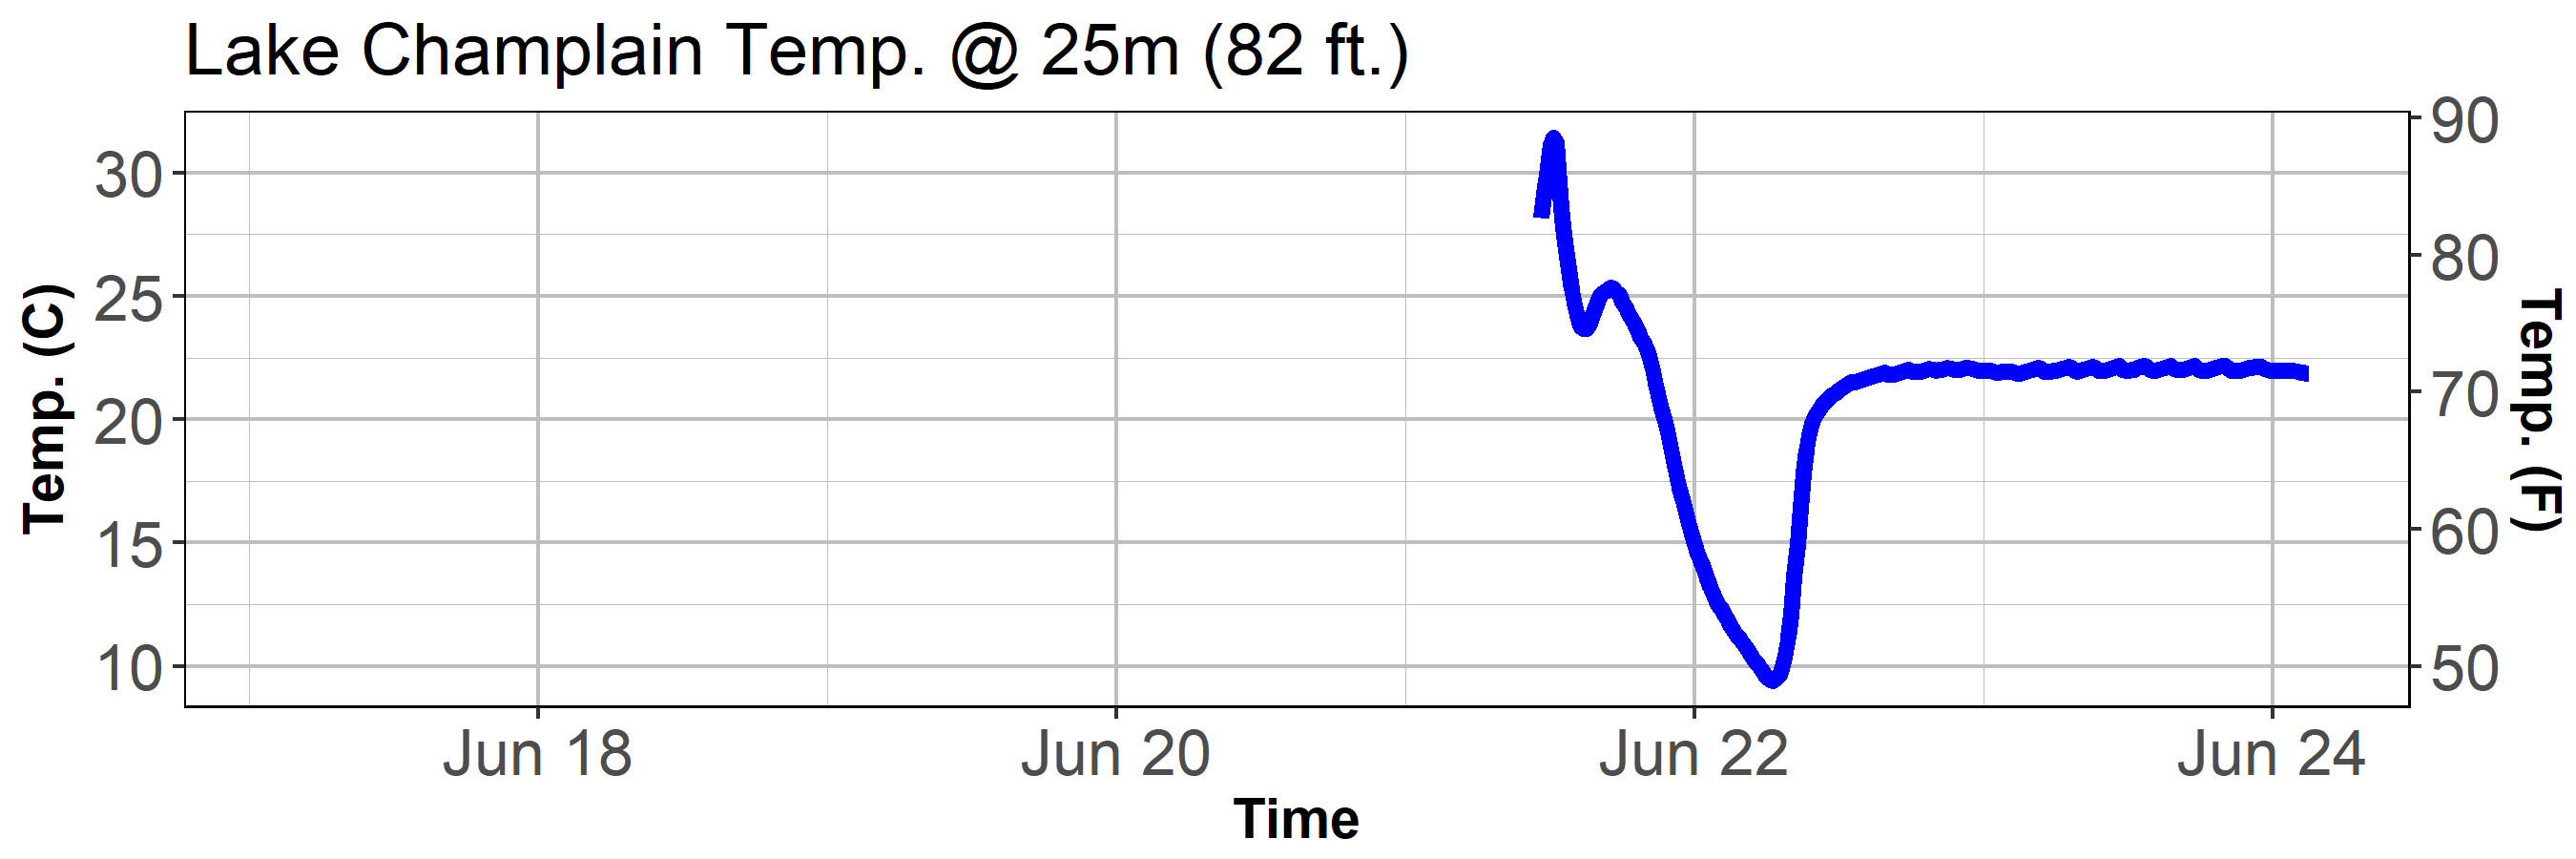 Lake Champlain Temp. @ 25m (82 ft.)
Temp. (C)
30
25
20
15
10
90
80
70
60
50
Temp. (F)
Jun 18
Jun 20
Jun 22
Jun 24
Time